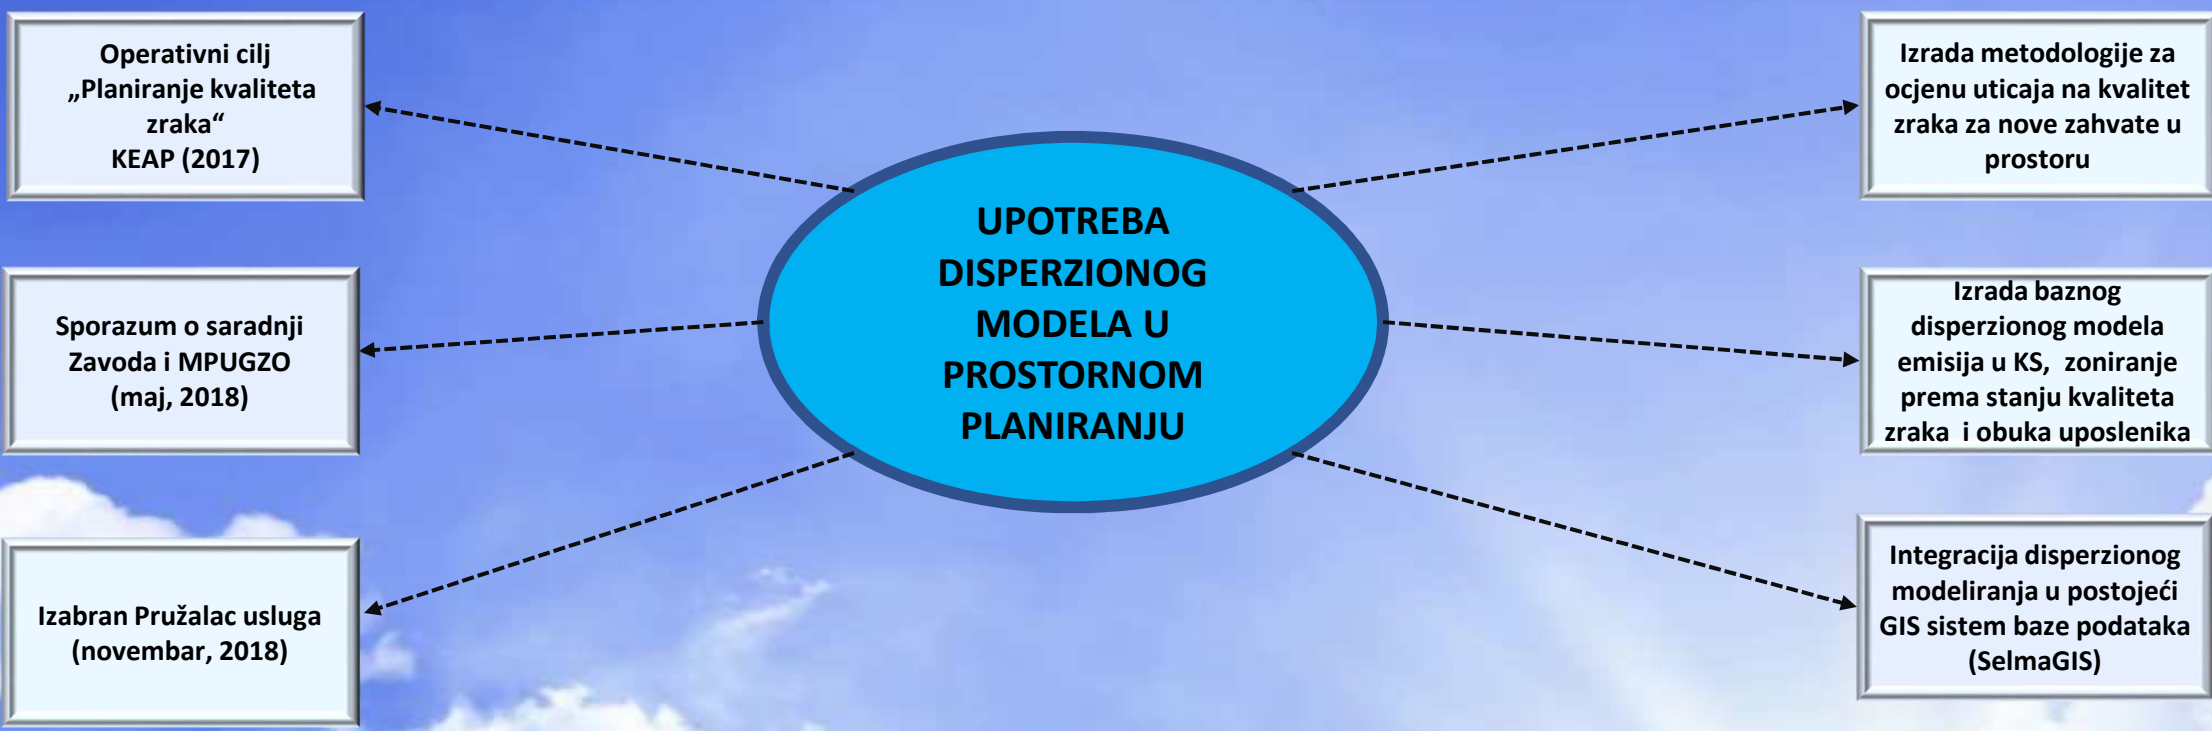 Operativni cilj
„Planiranje kvaliteta
zraka“
KEAP (2017)
Sporazum o saradnji
Zavoda i MPUGZO
(maj, 2018)
Izabran Pružalac usluga
(novembar, 2018)
UPOTREBA
DISPERZIONOG
MODELA U
PROSTORNOM
PLANIRANJU
Izrada metodologije za
ocjenu uticaja na kvalitet
zraka za nove zahvate u
prostoru
Izrada baznog
disperzionog modela
emisija u KS, zoniranje
prema stanju kvaliteta
zraka i obuka uposlenika
Integracija disperzionog
modeliranja u postojeći
GIS sistem baze podataka
(SelmaGIS)